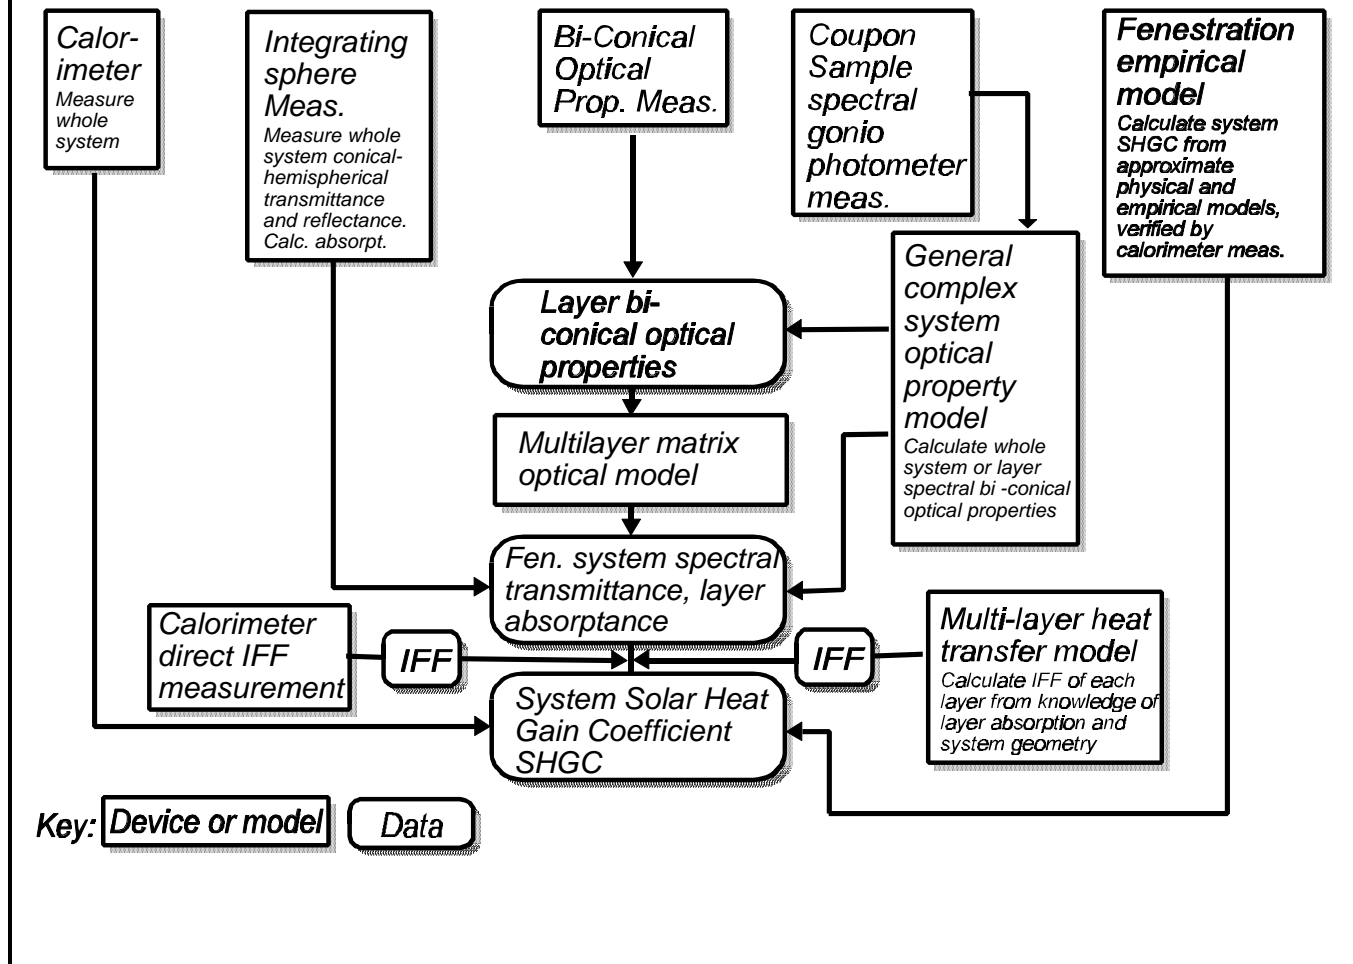 Calor-
imeter
Measure
whole
system
Integrating
sphere
Meas.
Measure whole
system conical-
hemispherical
transmittance
and reflectance.
Calc. absorpt.
Bi-Conical
Optical
Prop. Meas.
Coupon
Sample
spectral
gonio
photometer
meas.
Fenestration
empirical
model
Calculate system
SHGC from
approximate
physical and
empirical models,
verified by
calorimeter meas.
General
complex
system
optical
property
model
Calculate whole
system or layer
spectral bi -conical
optical properties
Layer bi-
conical optical
properties
Multilayer matrix
optical model
Fen. system spectral
transmittance, layer
absorptance
Calorimeter
direct IFF
measurement
IFF
IFF
Multi-layer heat
transfer model
Calculate IFF of each
layer from knowledge of
layer absorption and
system geometry
System Solar Heat
Gain Coefficient
SHGC
Key: Device or model Data